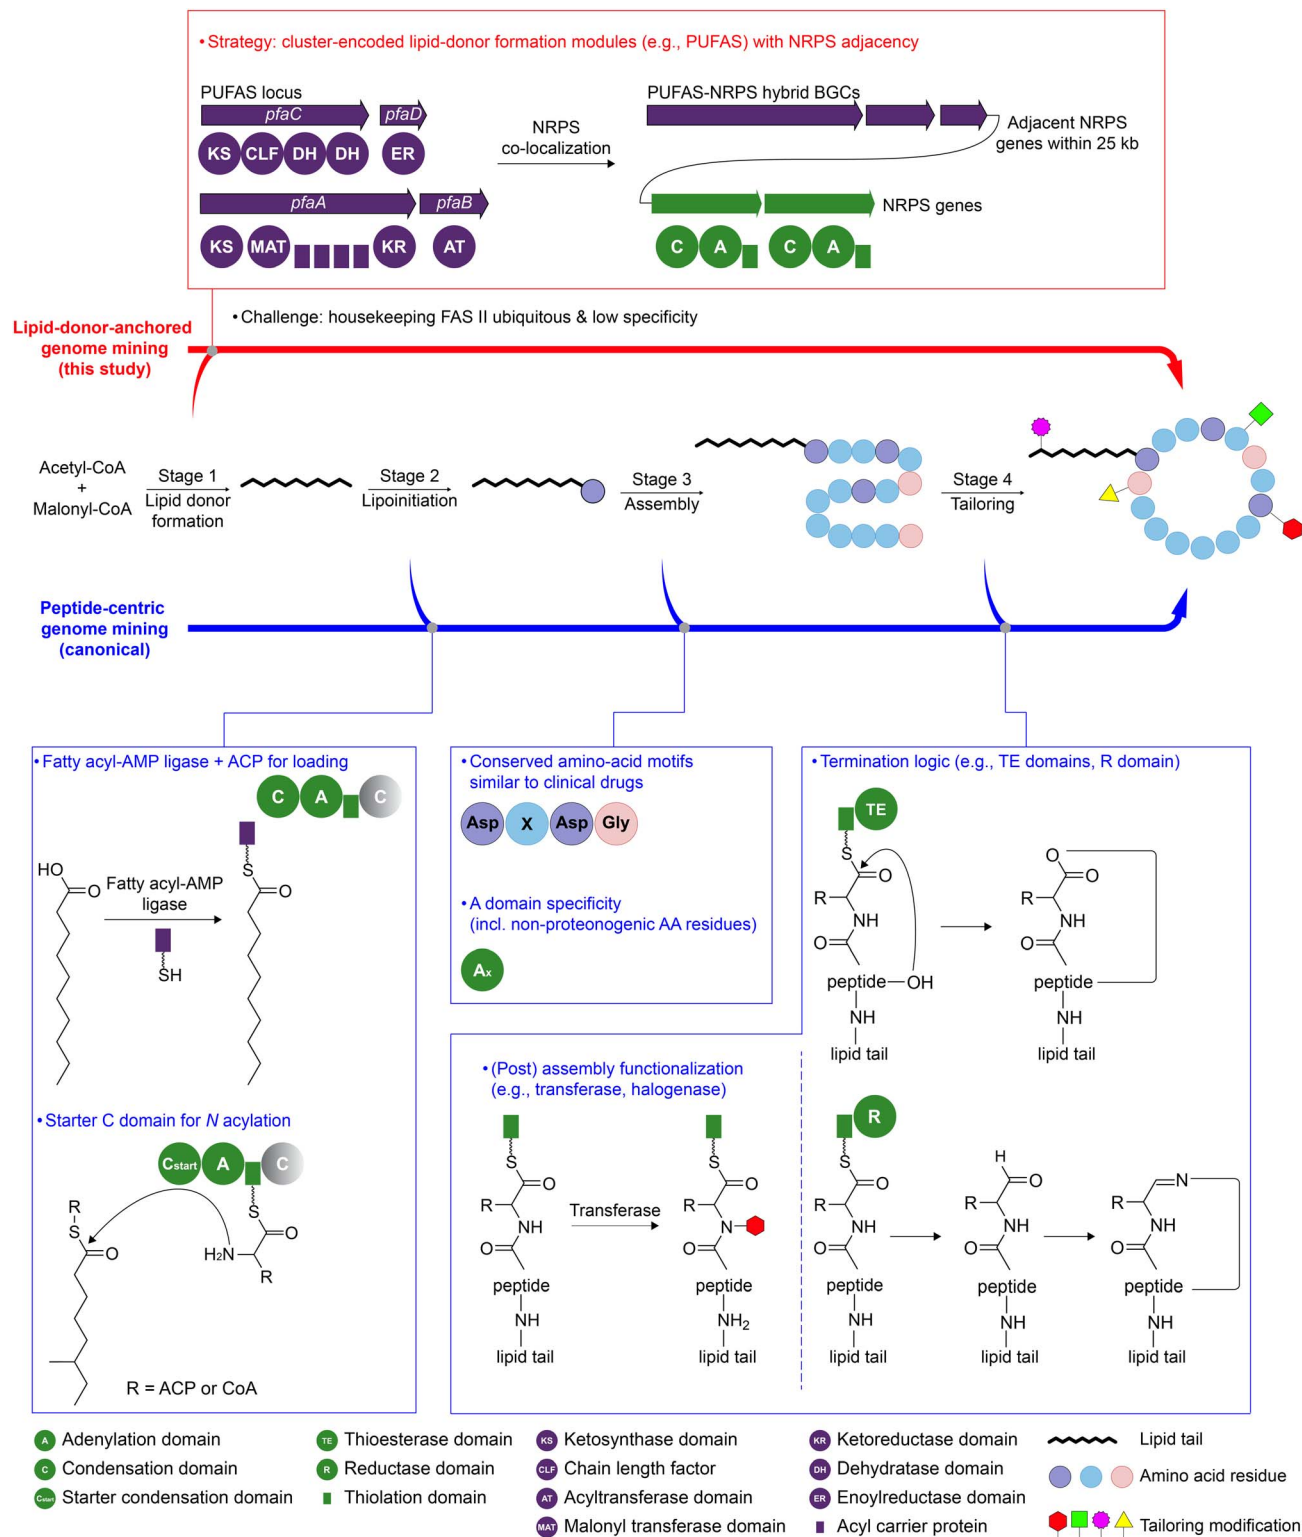 • Strategy: cluster-encoded lipid-donor formation modules (e.g., PUFAS) with NRPS adjacency
PUFAS locus
pfaC
pfaD
KS
CLF
DH
DH
ER
pfaA
pfaB
KS
MAT
KR
AT
NRPS
co-localization
PUFAS-NRPS hybrid BGCs
Adjacent NRPS
genes within 25 kb
NRPS genes
C
A
C
A
• Challenge: housekeeping FAS II ubiquitous & low specificity
Lipid-donor-anchored
genome mining
(this study)
Acetyl-CoA
+
Malonyl-CoA
Stage 1
Lipid donor
formation
Stage 2
Lipoinitiation
Stage 3
Assembly
Stage 4
Tailoring
Peptide-centric
genome mining
(canonical)
• Fatty acyl-AMP ligase + ACP for loading
C
A
C
HO
O
Fatty acyl-AMP
ligase
SH
S
O
• Starter C domain for N acylation
Cstart
A
C
R
S
O
S
O
H2N
R
R = ACP or CoA
• Conserved amino-acid motifs
similar to clinical drugs
Asp
X
Asp
Gly
• A domain specificity
(incl. non-proteonogenic AA residues)
Ax
• Termination logic (e.g., TE domains, R domain)
TE
S
O
R
NH
O
peptide
OH
NH
lipid tail
O
O
R
NH
O
peptide
NH
lipid tail
• (Post) assembly functionalization
(e.g., transferase, halogenase)
S
O
R
NH
O
peptide
NH
lipid tail
Transferase
S
O
R
N
O
peptide
NH2
lipid tail
R
S
O
R
NH
O
peptide
NH
lipid tail
H
O
R
NH
O
peptide
NH
lipid tail
N
R
NH
O
peptide
NH
lipid tail
A Adenylation domain
C Condensation domain
Cstart Starter condensation domain
TE Thioesterase domain
R Reductase domain
Thiolation domain
KS Ketosynthase domain
CLF Chain length factor
AT Acyltransferase domain
MAT Malonyl transferase domain
KR Ketoreductase domain
DH Dehydratase domain
ER Enoylreductase domain
Acyl carrier protein
Lipid tail
Amino acid residue
Tailoring modification